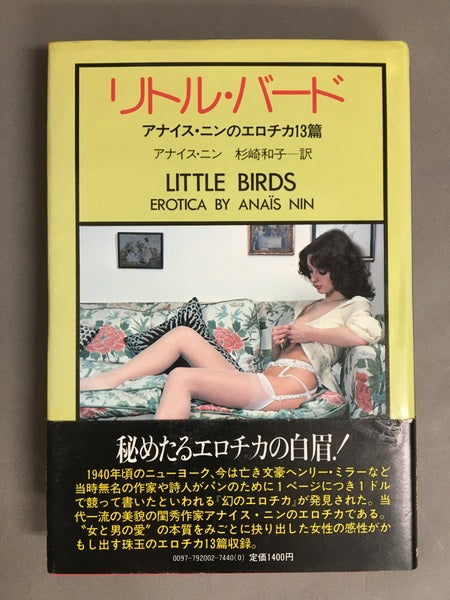 リトル・バード
アナイス・ニンのエロチカ13篇
アナイス・ニン 杉崎和子—訳
LITTLE BIRDS
EROTICA BY ANAÏS NIN
秘めたるエロチカの白眉!
1940年頃のニューヨーク、今は亡き文豪ヘンリー・ミラーなど
当時無名の作家や詩人がパンのために1ページにつき1ドル
で競って書いたといわれる『幻のエロチカ』が発見された。当
代一流の美貌の閨秀作家アナイス・ニンのエロチカである。
“女と男の愛”の本質をみごとに抉り出した女性の感性がか
もし出す珠玉のエロチカ13篇収録。
0097-792002-7440(0) 定価1400円